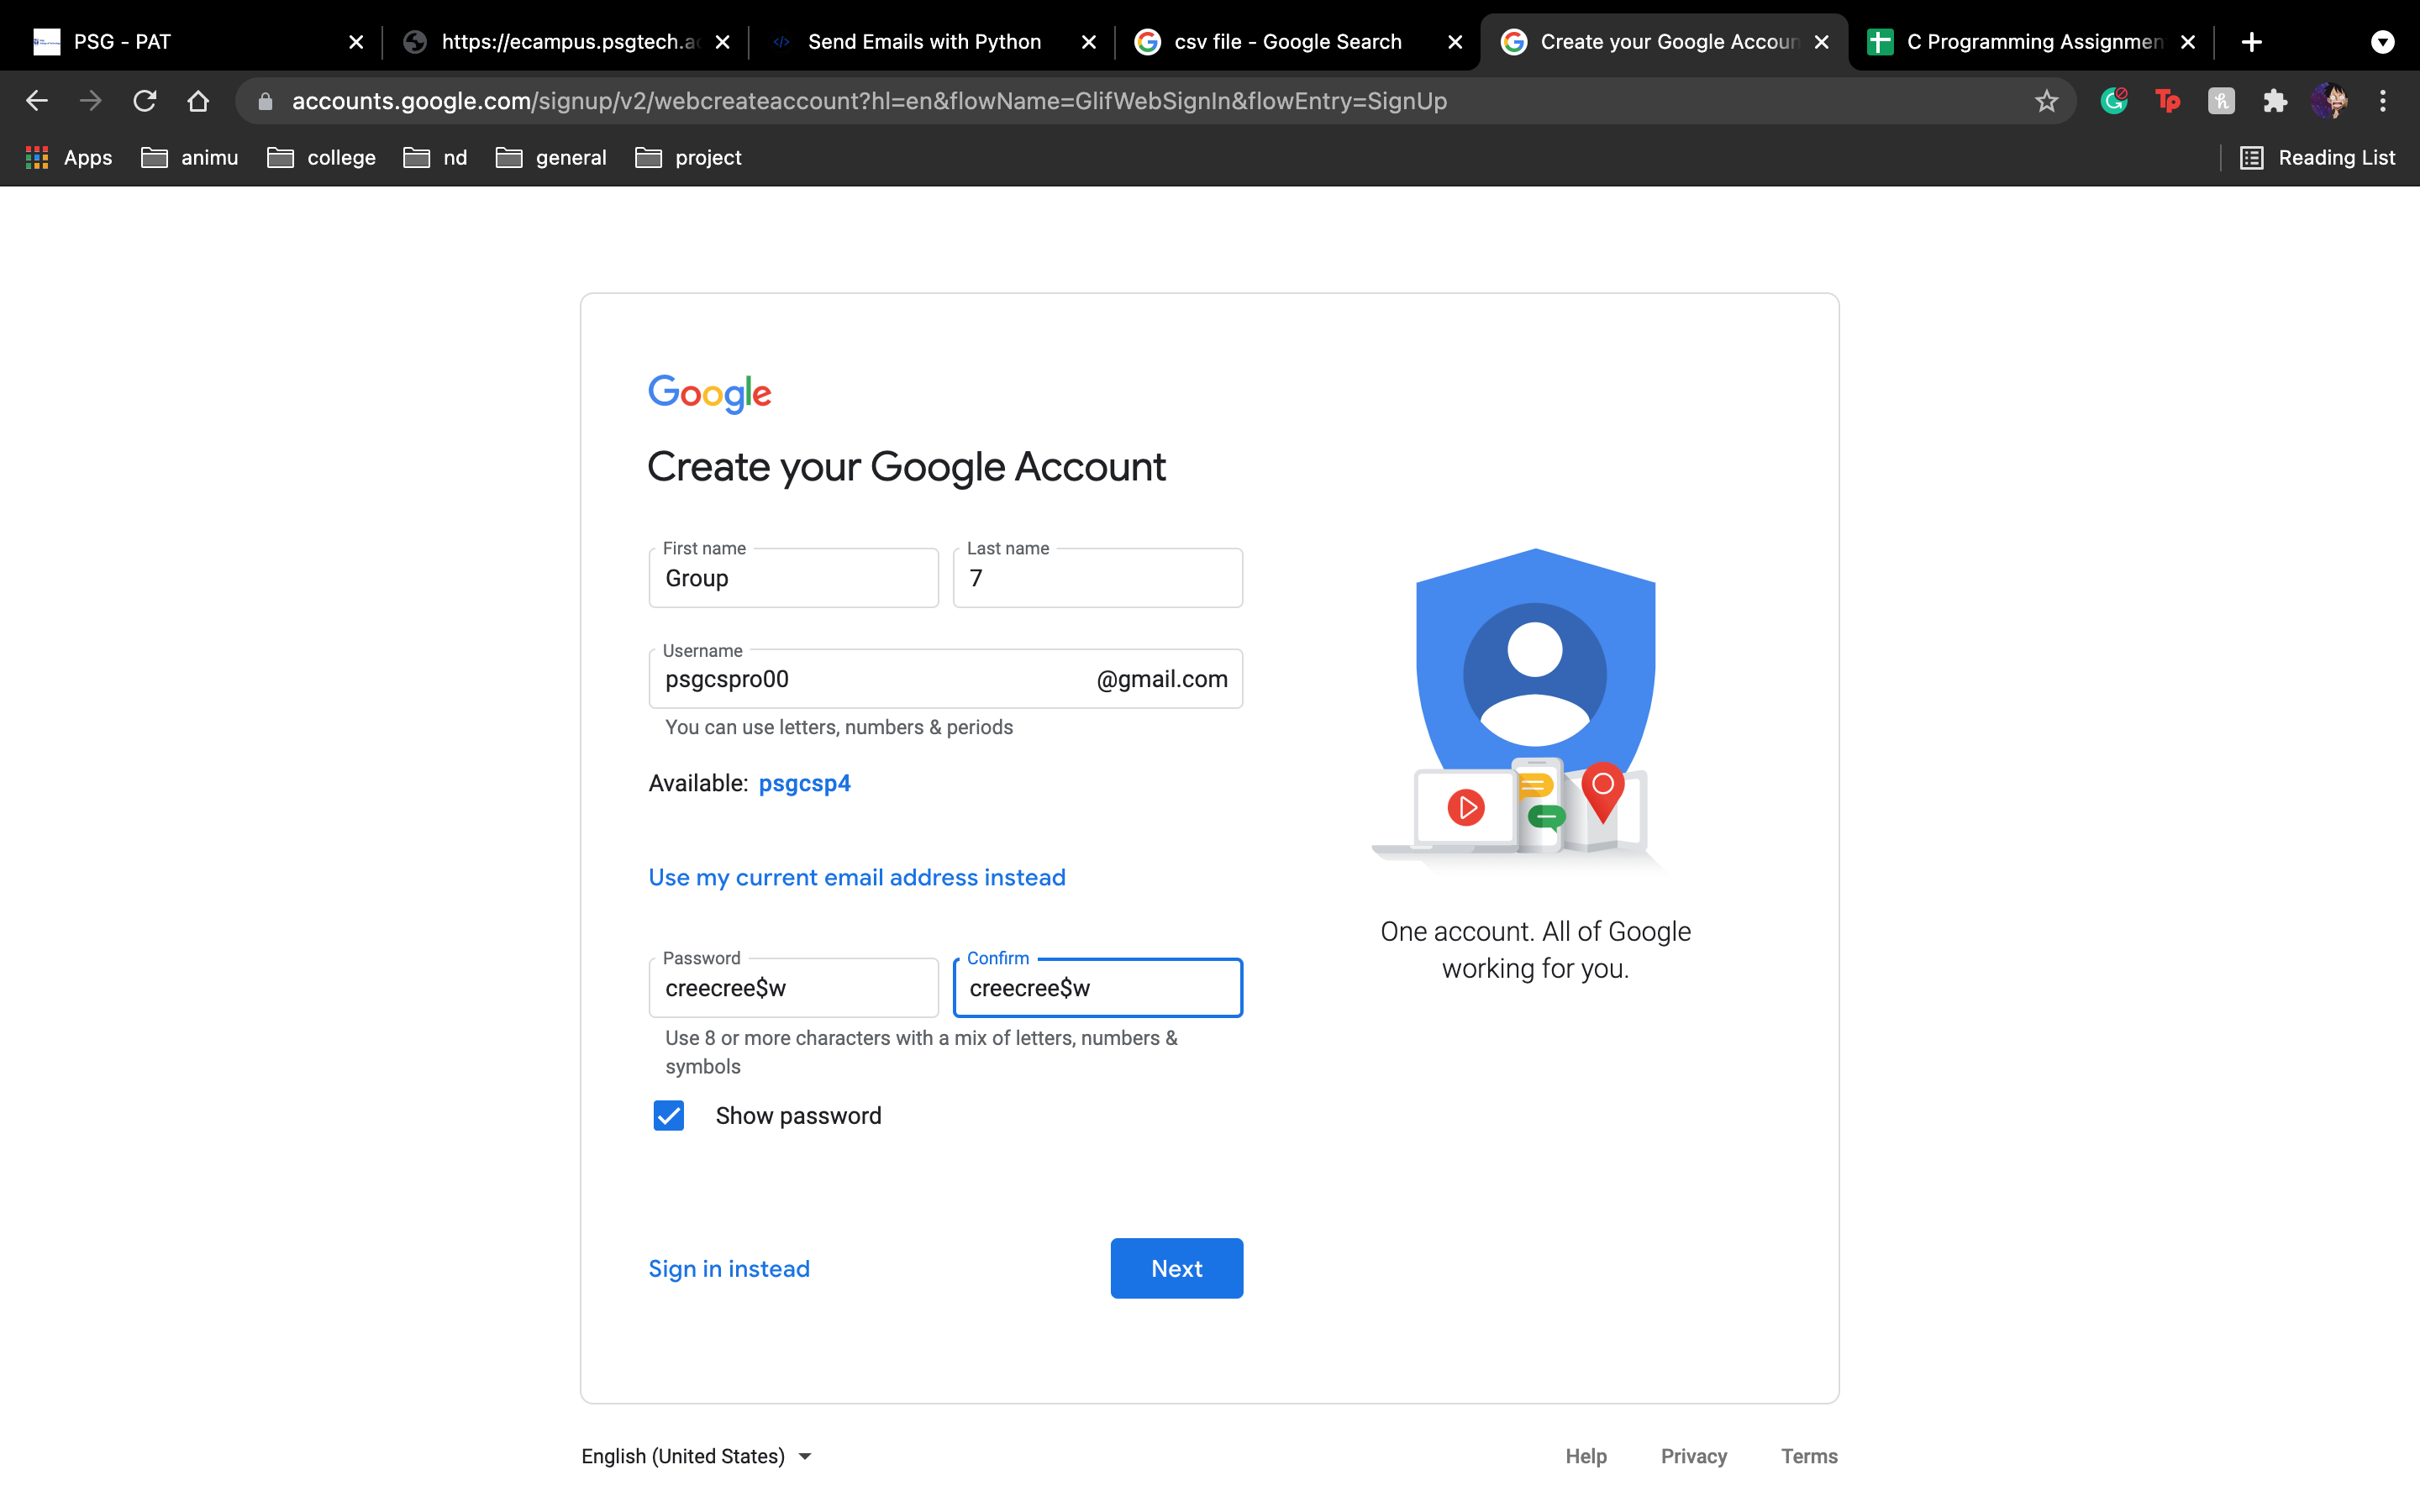 PSG - PAT
https://ecampus.psgtech.ac
Send Emails with Python
csv file - Google Search
Create your Google Accoun
C Programming Assignmen
accounts.google.com/signup/v2/webcreateaccount?hl=en&flowName=GlifWebSignIn&flowEntry=SignUp
Tp
h
Apps
animu
college
nd
general
project
Reading List
Google
Create your Google Account
First name
Last name
Group
7
Username
psgcspro00
@gmail.com
You can use letters, numbers & periods
Available: psgcsp4
Use my current email address instead
Password
Confirm
creecree$w
creecree$w
Use 8 or more characters with a mix of letters, numbers &
symbols
Show password
One account. All of Google
working for you.
Sign in instead
Next
English (United States)
Help
Privacy
Terms